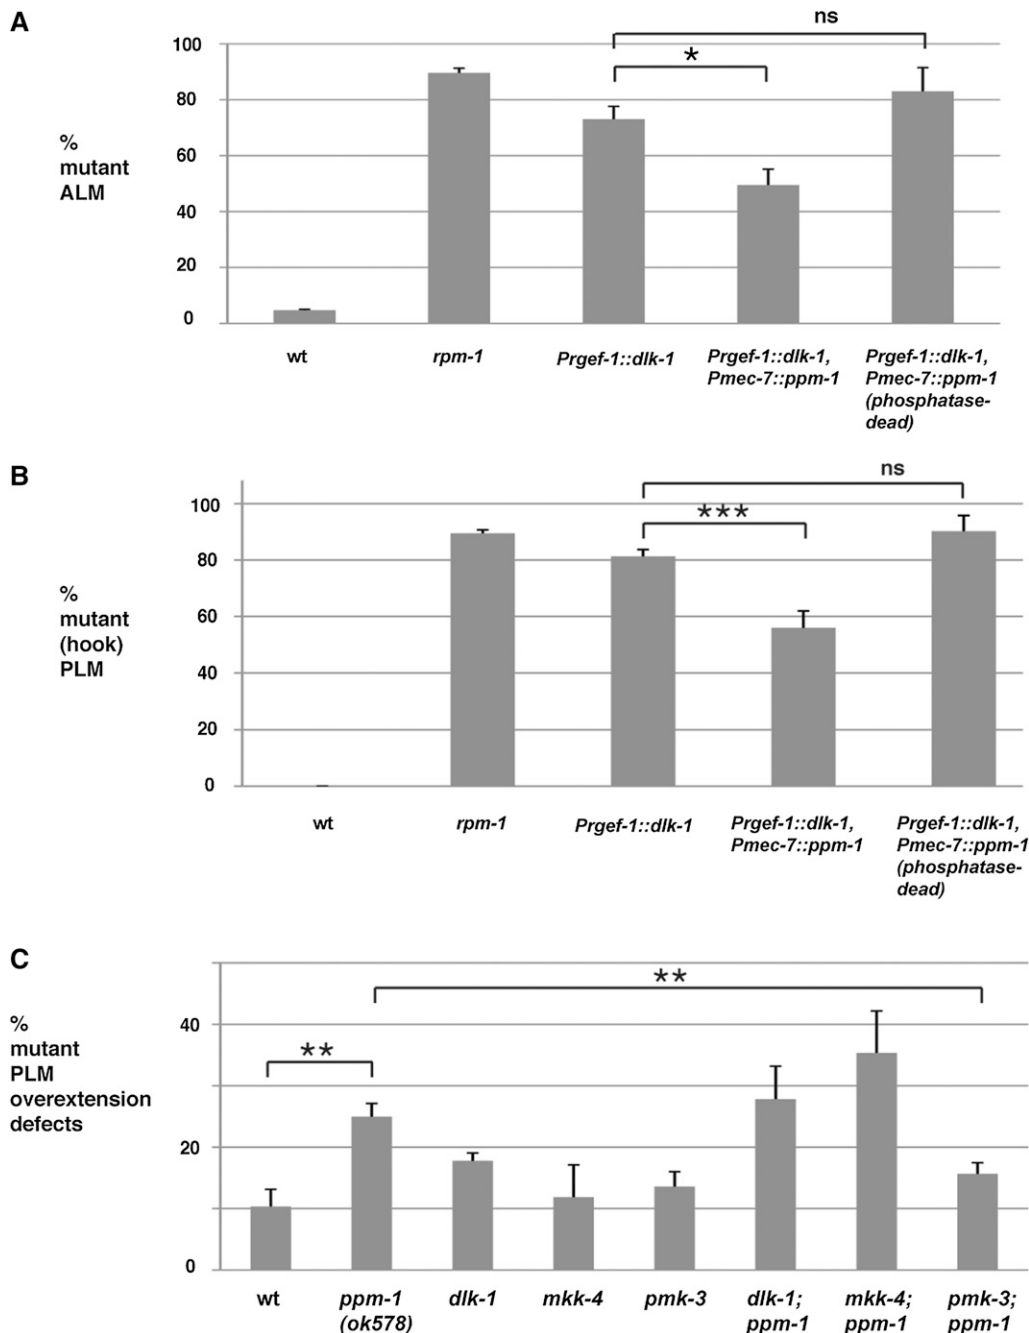 A
%
mutant
ALM
100
80
60
40
20
0
ns
*
wt
rpm-1
Prgef-1::dlk-1
Prgef-1::dlk-1,
Pmec-7::ppm-1
Prgef-1::dlk-1,
Pmec-7::ppm-1
(phosphatase-
dead)
B
%
mutant
(hook)
PLM
100
80
60
40
20
0
ns
***
wt
rpm-1
Prgef-1::dlk-1
Prgef-1::dlk-1,
Pmec-7::ppm-1
Prgef-1::dlk-1,
Pmec-7::ppm-1
(phosphatase-
dead)
C
%
mutant
PLM
overextension
defects
40
20
0
**
**
wt
ppm-1
(ok578)
dlk-1
mkk-4
pmk-3
dlk-1;
ppm-1
mkk-4;
ppm-1
pmk-3;
ppm-1